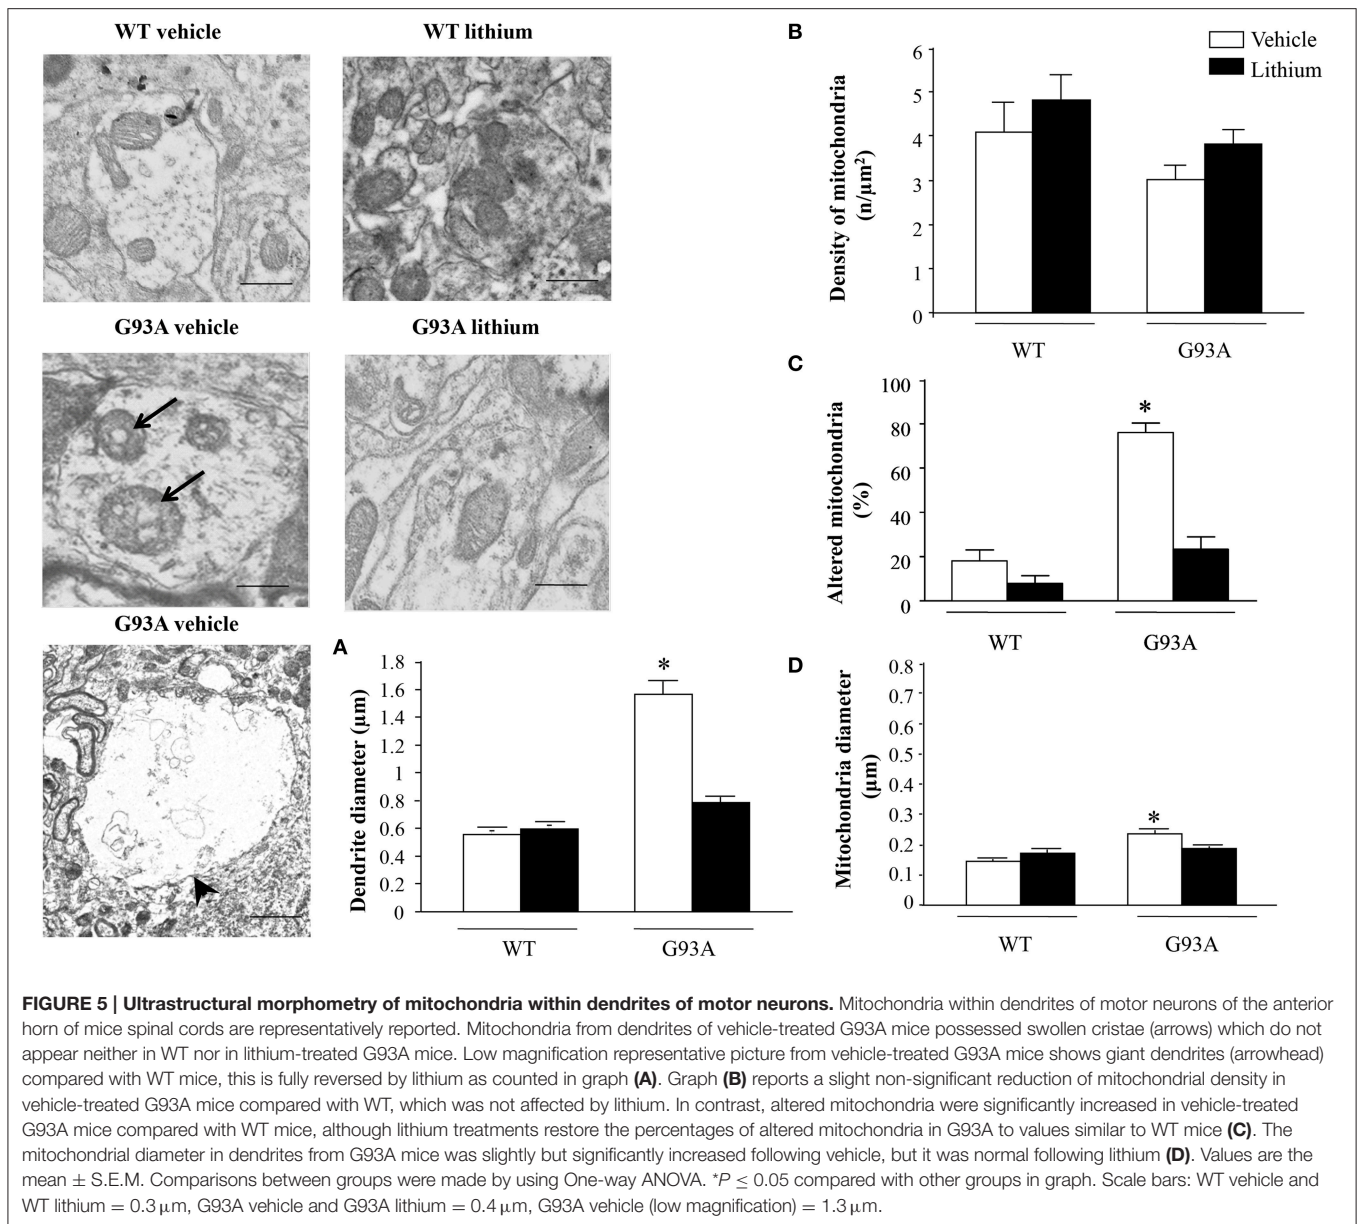 WT vehicle
WT lithium
G93A vehicle
G93A lithium
G93A vehicle
A
1.8
1.6
1.4
1.2
1
0.8
0.6
0.4
0.2
0
Dendrite diameter (µm)
*
WT
G93A
B
Vehicle
Lithium
6
5
4
3
2
1
0
Density of mitochondria
(n/µm²)
WT
G93A
C
100
80
60
40
20
0
Altered mitochondria
(%)
*
WT
G93A
D
0.8
0.7
0.6
0.5
0.4
0.3
0.2
0.1
0
Mitochondria diameter
(µm)
*
WT
G93A
FIGURE 5 | Ultrastructural morphometry of mitochondria within dendrites of motor neurons. Mitochondria within dendrites of motor neurons of the anterior
horn of mice spinal cords are representatively reported. Mitochondria from dendrites of vehicle-treated G93A mice possessed swollen cristae (arrows) which do not
appear neither in WT nor in lithium-treated G93A mice. Low magnification representative picture from vehicle-treated G93A mice shows giant dendrites (arrowhead)
compared with WT mice, this is fully reversed by lithium as counted in graph (A). Graph (B) reports a slight non-significant reduction of mitochondrial density in
vehicle-treated G93A mice compared with WT, which was not affected by lithium. In contrast, altered mitochondria were significantly increased in vehicle-treated
G93A mice compared with WT mice, although lithium treatments restore the percentages of altered mitochondria in G93A to values similar to WT mice (C). The
mitochondrial diameter in dendrites from G93A mice was slightly but significantly increased following vehicle, but it was normal following lithium (D). Values are the
mean ± S.E.M. Comparisons between groups were made by using One-way ANOVA. *P ≤ 0.05 compared with other groups in graph. Scale bars: WT vehicle and
WT lithium = 0.3 µm, G93A vehicle and G93A lithium = 0.4 µm, G93A vehicle (low magnification) = 1.3 µm.